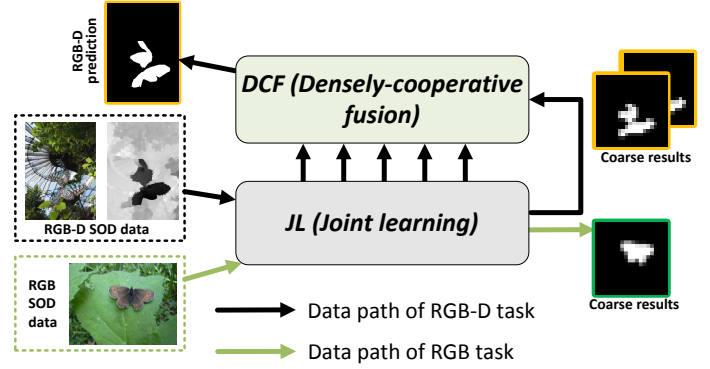 RGB-D
prediction
DCF (Densely-cooperative
fusion)
Coarse results
RGB-D SOD data
JL (Joint learning)
RGB
SOD
data
Coarse results
Data path of RGB-D task
Data path of RGB task